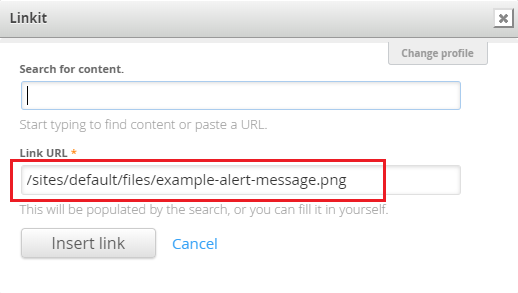 Linkit
Change profile
Search for content.
Start typing to find content or paste a URL.
Link URL *
/sites/default/files/example-alert-message.png
This will be populated by the search, or you can fill it in yourself.
Insert link Cancel